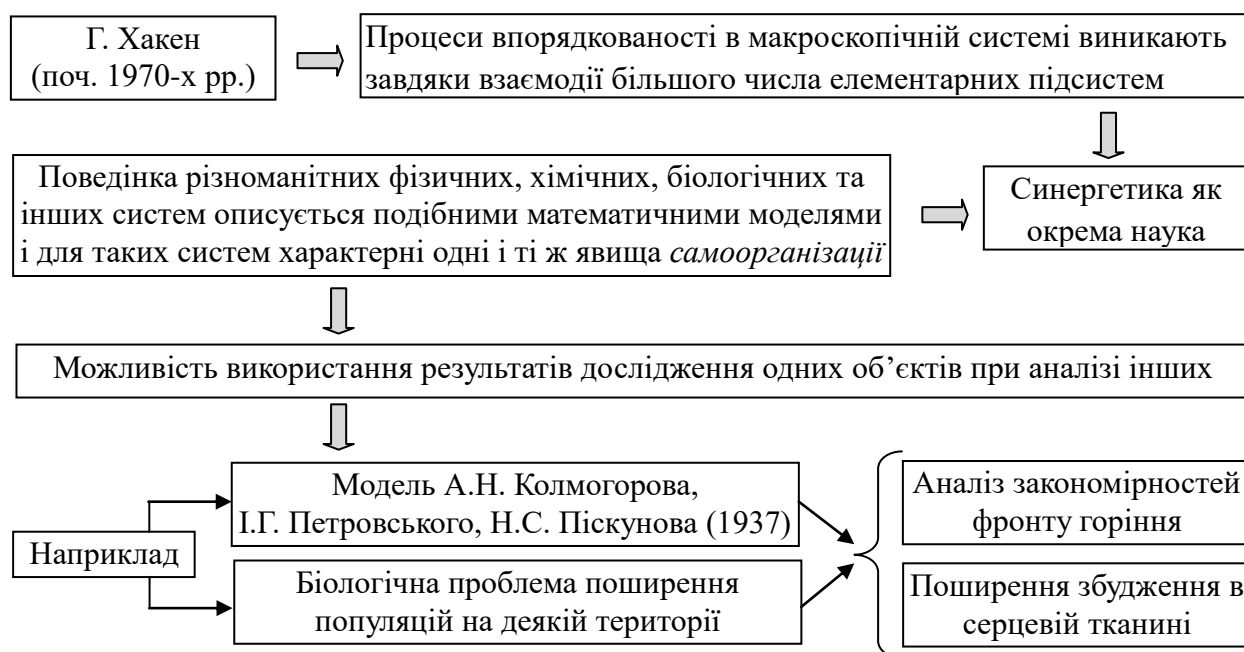 Г. Хакен
(поч. 1970-х рр.)
Процеси впорядкованості в макроскопічній системі виникають
завдяки взаємодії більшого числа елементарних підсистем
Поведінка різноманітних фізичних, хімічних, біологічних та
інших систем описується подібними математичними моделями
і для таких систем характерні одні і ті ж явища самоорганізації
Синергетика як
окрема наука
Можливість використання результатів дослідження одних об’єктів при аналізі інших
Наприклад
Модель А.Н. Колмогорова,
І.Г. Петровського, Н.С. Піскунова (1937)
Біологічна проблема поширення
популяцій на деякій території
Аналіз закономірностей
фронту горіння
Поширення збудження в
серцевій тканині